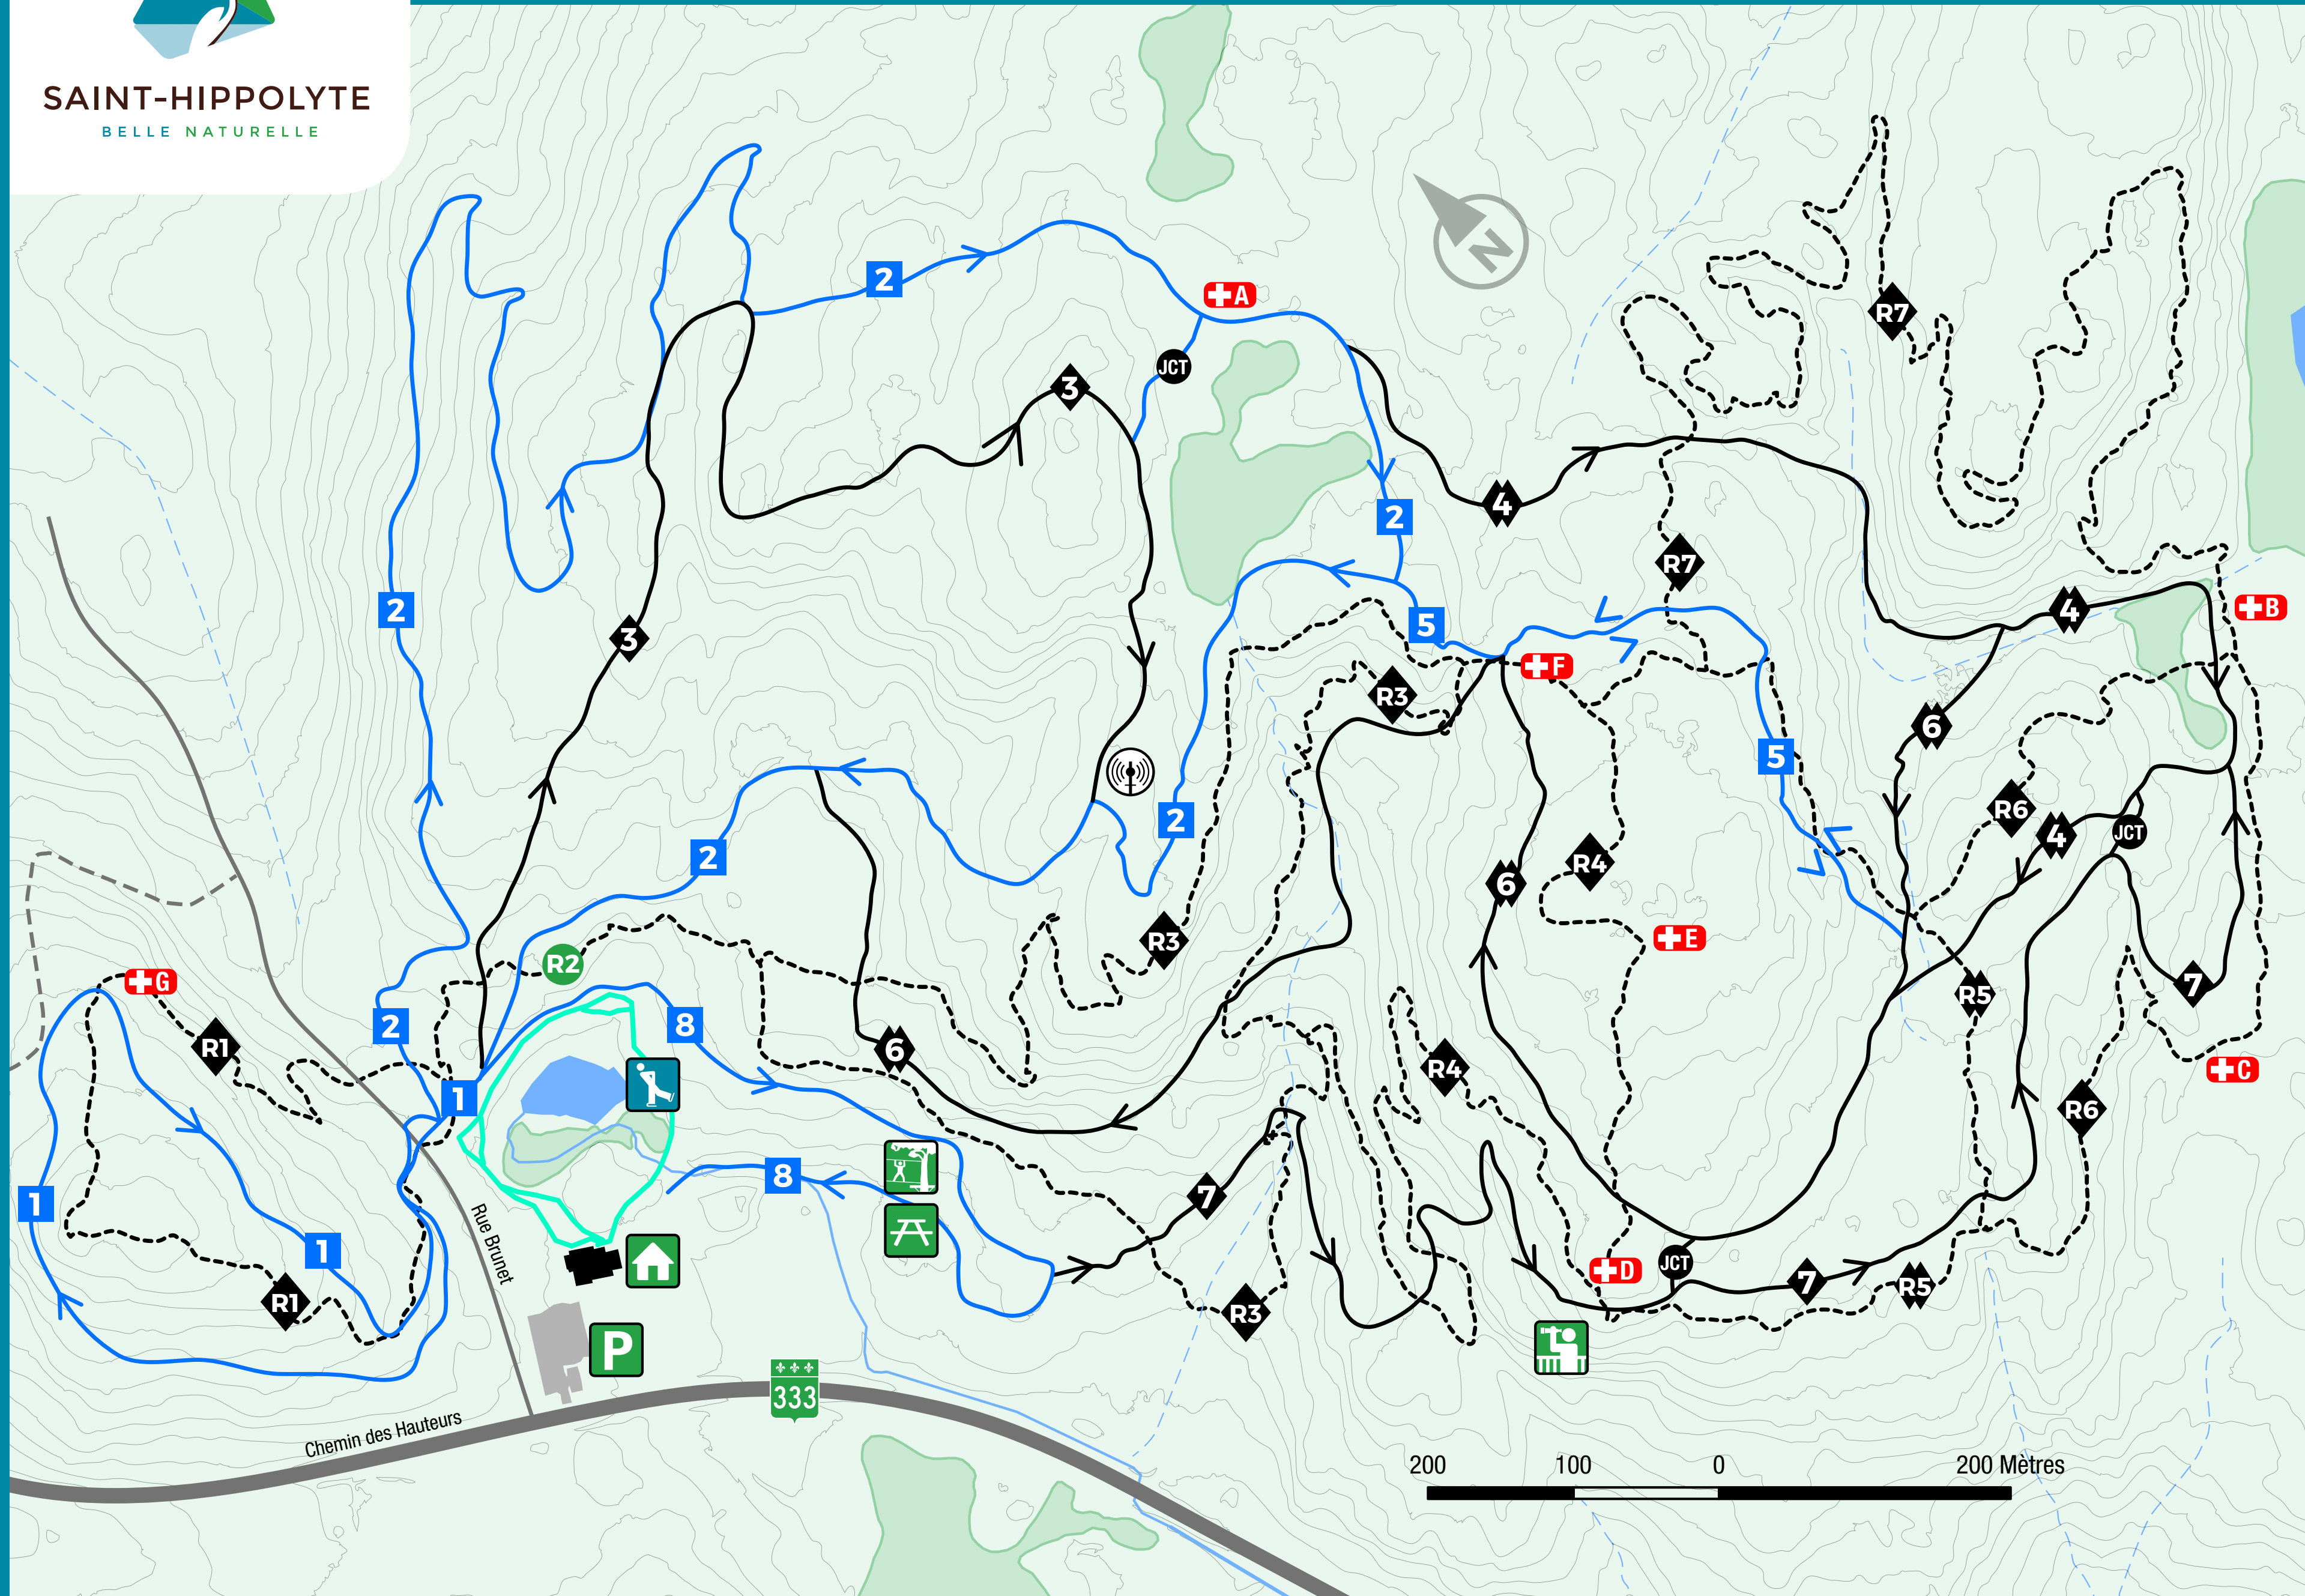 SAINT-HIPPOLYTE
BELLE NATURELLE
N
2
A
R7
JCT
3
4
2
R7
2
4
B
3
5
F
R3
6
5
R6
4
JCT
2
2
R4
6
E
R3
R2
G
7
R5
2
8
R1
6
R4
C
1
R6
8
7
1
Rue Brunet
1
JCT
D
7
R5
R1
R3
P
333
Chemin des Hauteurs
200 100 0 200 Mètres